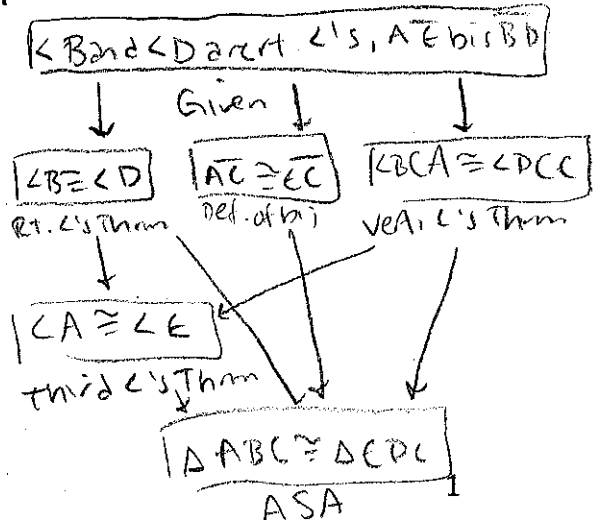 <B and <D are rt. <'s, AE bis BD
Given
<B≅<D AC≅EC <BCA≅<DCE
RT. <'s Thm Def. of bis Vert. <'s Thm
<A≅<E
third <'s Thm
△ABC≅△EDC
ASA 1